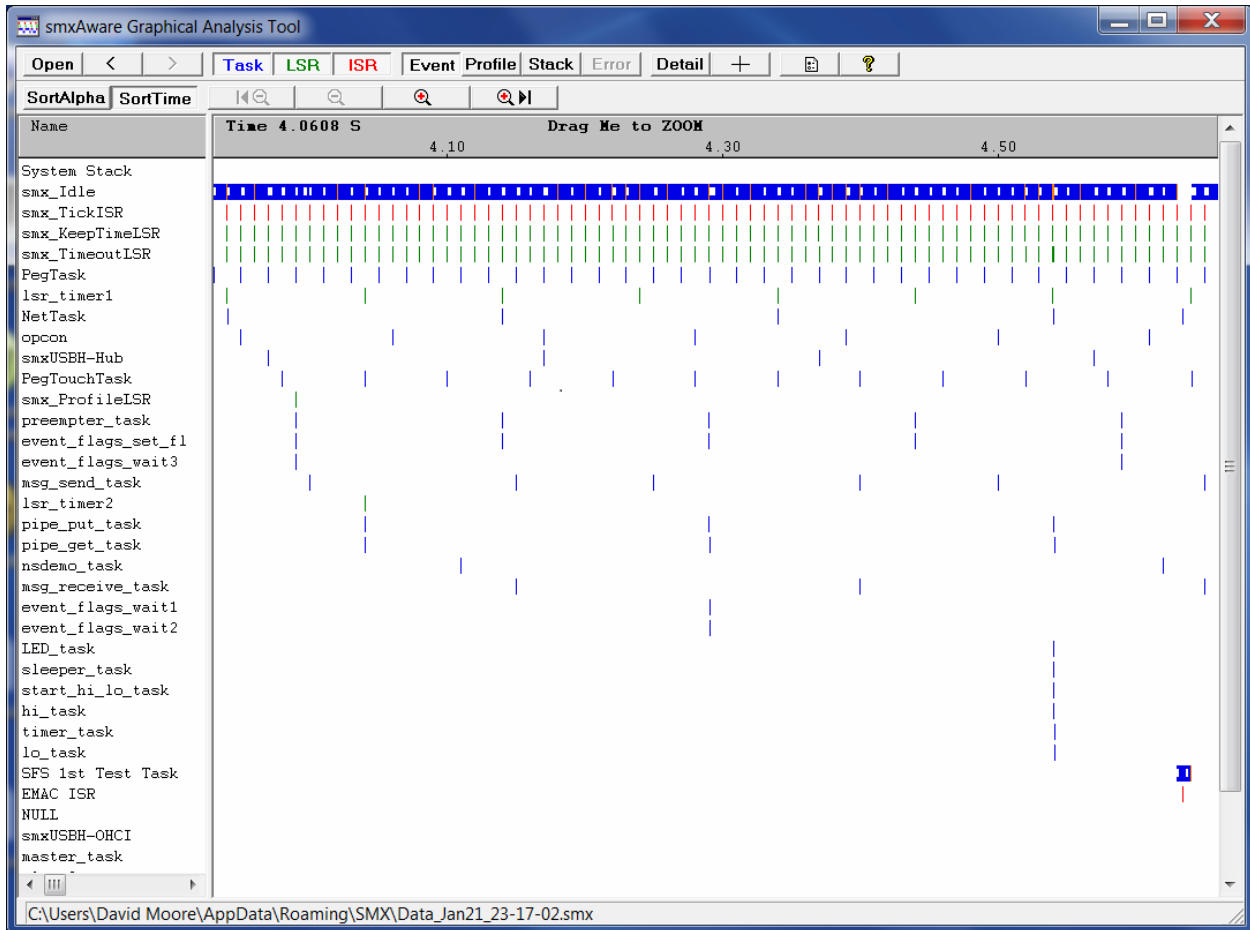 smxAware Graphical Analysis Tool
Open < > Task LSR ISR Event Profile Stack Error Detail + ?
SortAlpha SortTime
Name Time 4.0608 S Drag Me to ZOOM
4.10 4.30 4.50
System Stack
smx_Idle
smx_TickISR
smx_KeepTimeLSR
smx_TimeoutLSR
PegTask
lsr_timer1
NetTask
opcon
smxUSBH-Hub
PegTouchTask
smx_ProfileLSR
preempter_task
event_flags_set_fl
event_flags_wait3
msg_send_task
lsr_timer2
pipe_put_task
pipe_get_task
nsdemo_task
msg_receive_task
event_flags_wait1
event_flags_wait2
LED_task
sleeper_task
start_hi_lo_task
hi_task
timer_task
lo_task
SFS 1st Test Task
EMAC ISR
NULL
smxUSBH-OHCI
master_task
C:\Users\David Moore\AppData\Roaming\SMX\Data_Jan21_23-17-02.smx